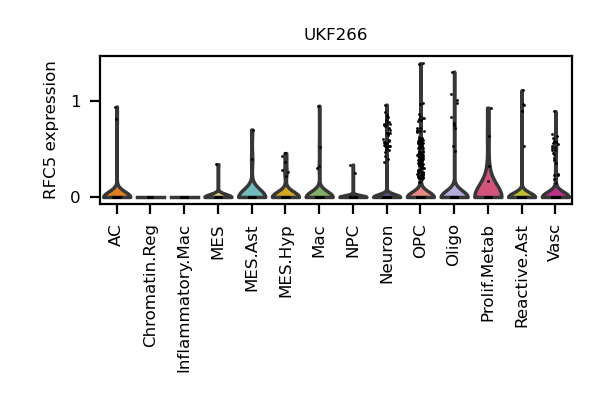 UKF266
RFC5 expression
1
0
AC
Chromatin.Reg
Inflammatory.Mac
MES
MES.Ast
MES.Hyp
Mac
NPC
Neuron
OPC
Oligo
Prolif.Metab
Reactive.Ast
Vasc